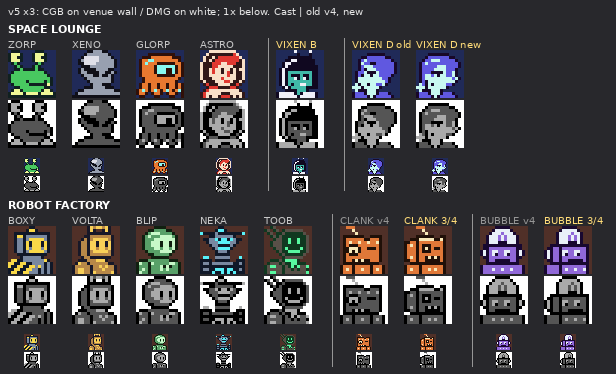 v5 x3: CGB on venue wall / DMG on white; 1x below. Cast | old v4, new
SPACE LOUNGE
ZORP XENO GLORP ASTRO VIXEN B VIXEN D old VIXEN D new
ROBOT FACTORY
BOXY VOLTA BLIP NEKA TOOB CLANK v4 CLANK 3/4 BUBBLE v4 BUBBLE 3/4